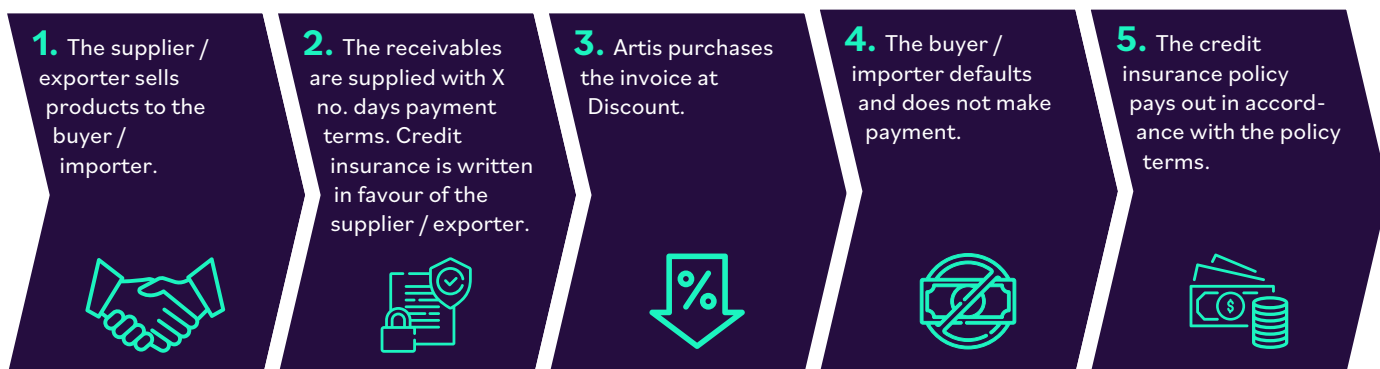 1. The supplier /
exporter sells
products to the
buyer /
importer.
2. The receivables
are supplied with X
no. days payment
terms. Credit
insurance is written
in favour of the
supplier / exporter.
3. Artis purchases
the invoice at
Discount.
%
4. The buyer /
importer defaults
and does not make
payment.
5. The credit
insurance policy
pays out in accord-
ance with the policy
terms.
$